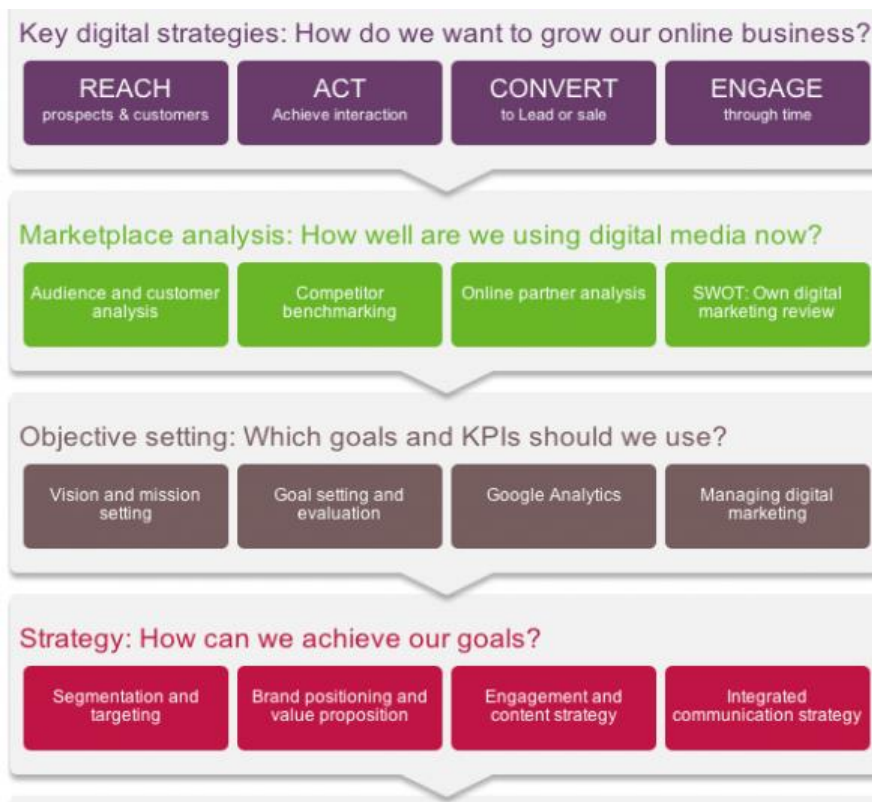 Key digital strategies: How do we want to grow our online business?
REACH
prospects & customers
ACT
Achieve interaction
CONVERT
to Lead or sale
ENGAGE
through time
Marketplace analysis: How well are we using digital media now?
Audience and customer
analysis
Competitor
benchmarking
Online partner analysis
SWOT: Own digital
marketing review
Objective setting: Which goals and KPIs should we use?
Vision and mission
setting
Goal setting and
evaluation
Google Analytics
Managing digital
marketing
Strategy: How can we achieve our goals?
Segmentation and
targeting
Brand positioning and
value proposition
Engagement and
content strategy
Integrated
communication strategy